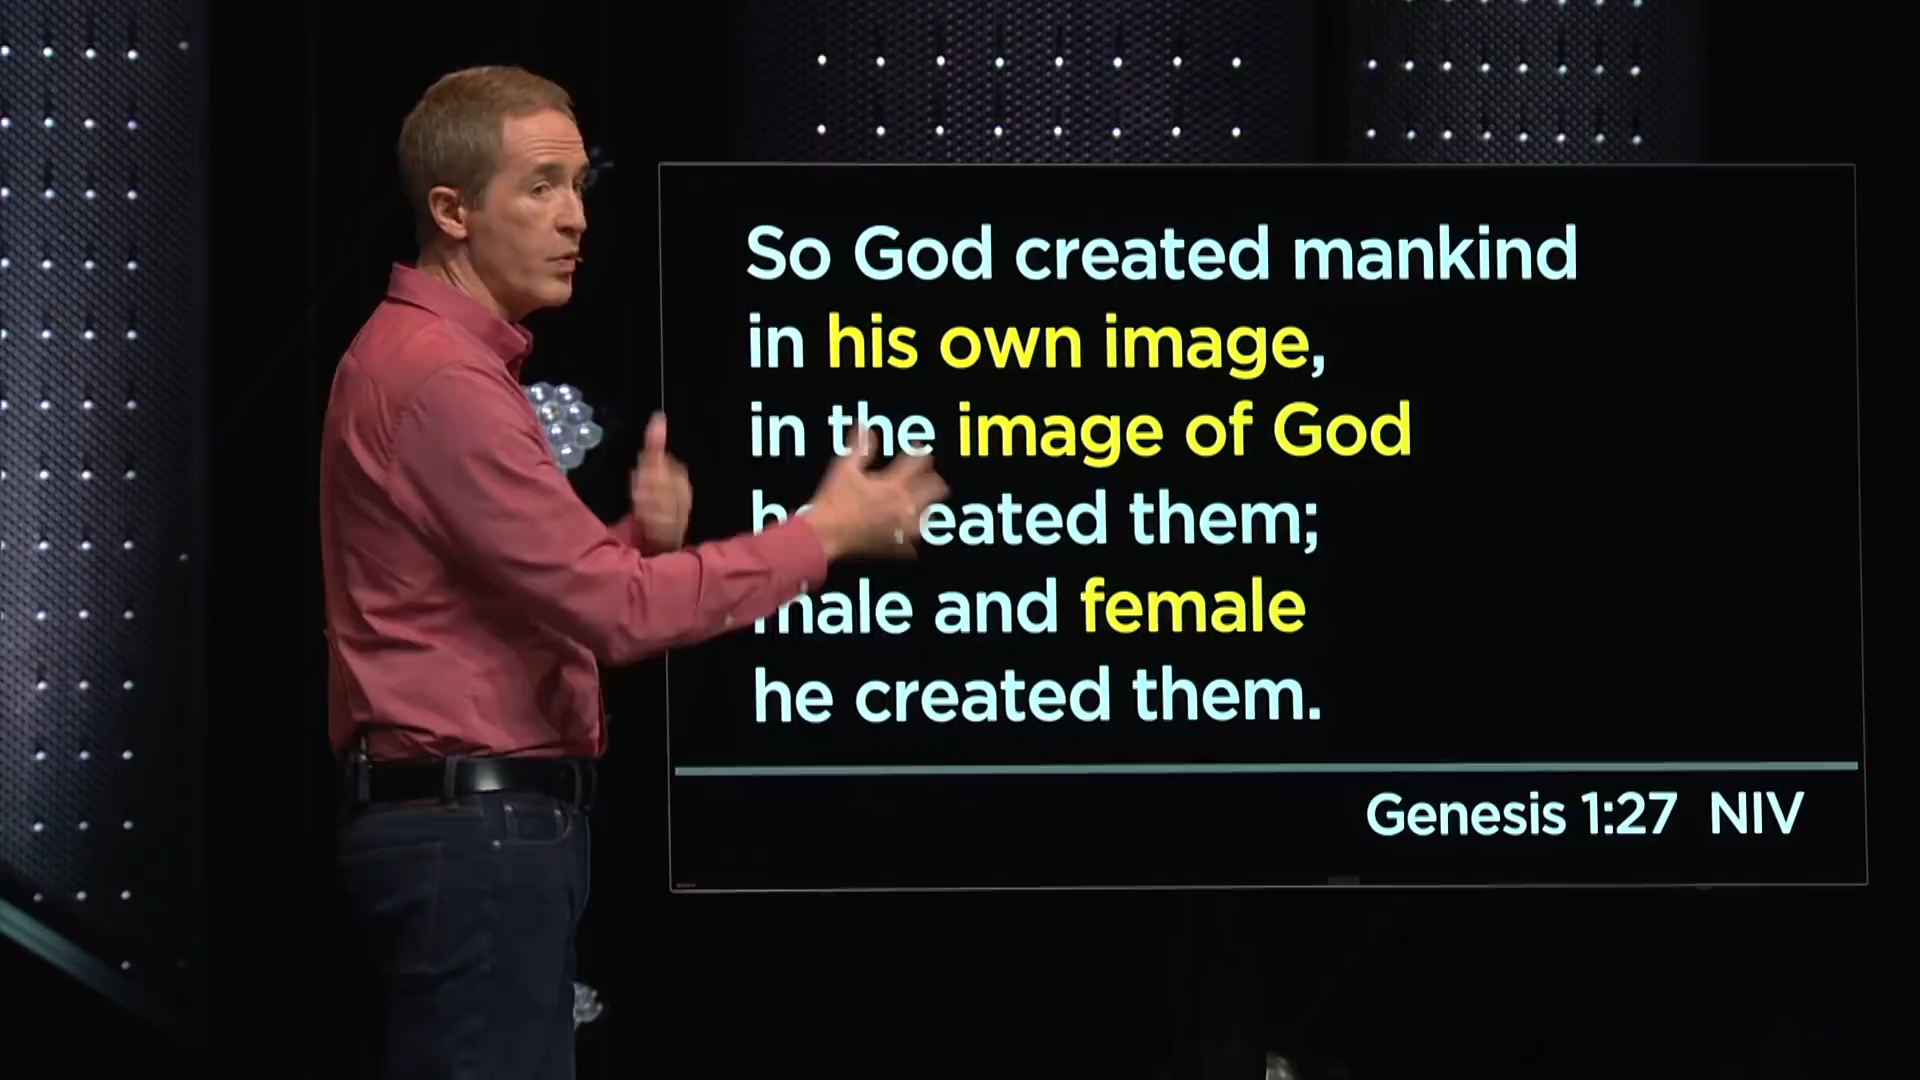 So God created mankind
in his own image,
in the image of God
eated them;
male and female
he created them.
Genesis 1:27 NIV